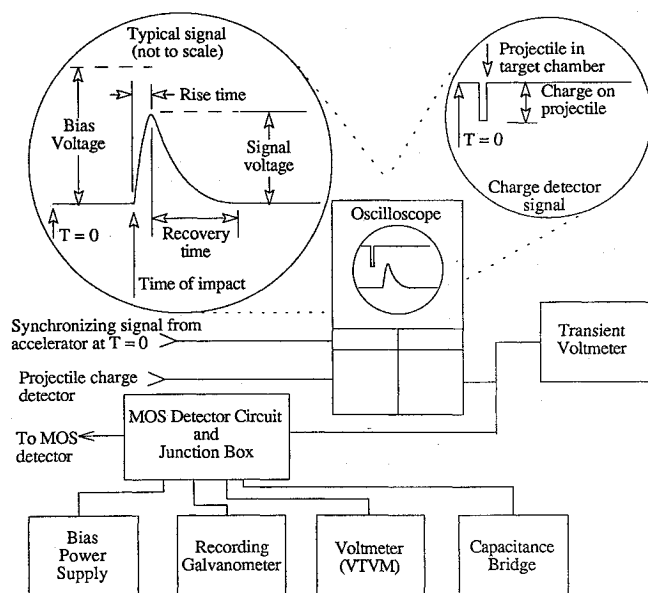 Typical signal
(not to scale)
Rise time
Bias
Voltage
Signal
voltage
T = 0
Recovery
time
Time of impact
Projectile in
target chamber
Charge on
projectile
T = 0
Charge detector
signal
Oscilloscope
Synchronizing signal from
accelerator at T = 0
Transient
Voltmeter
Projectile charge
detector
MOS Detector Circuit
and
Junction Box
To MOS
detector
Bias
Power
Supply
Recording
Galvanometer
Voltmeter
(VTVM)
Capacitance
Bridge